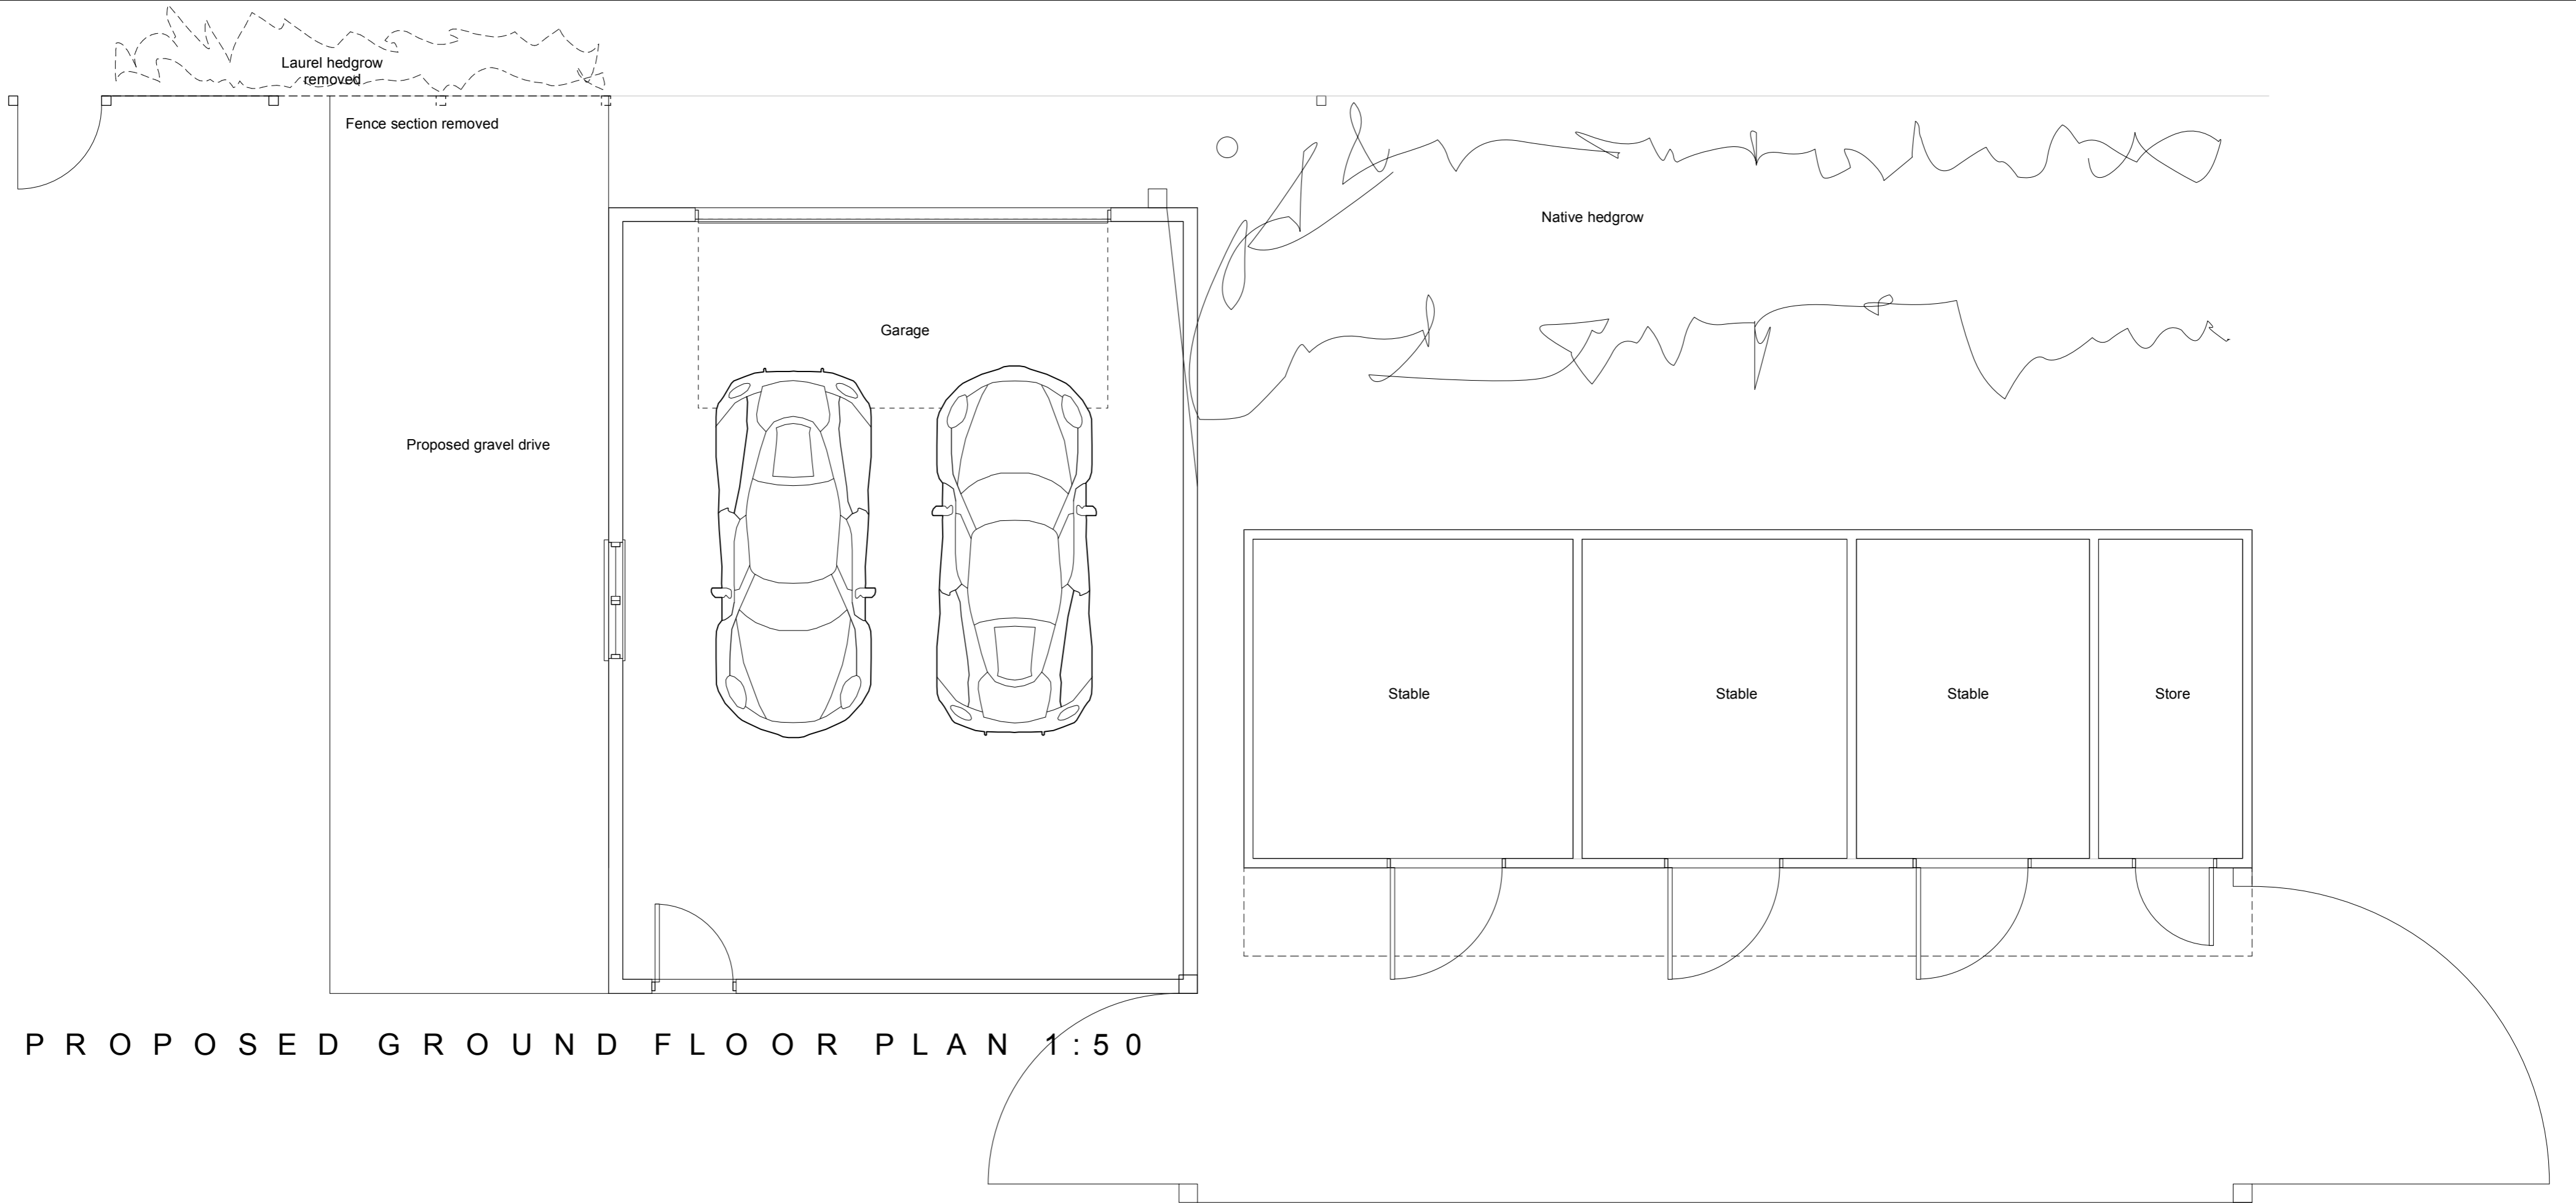 Laurel hedgrow
removed
Fence section removed
Native hedgrow
Garage
Proposed gravel drive
Stable
Stable
Stable
Store
PROPOSED GROUND FLOOR PLAN 1:50